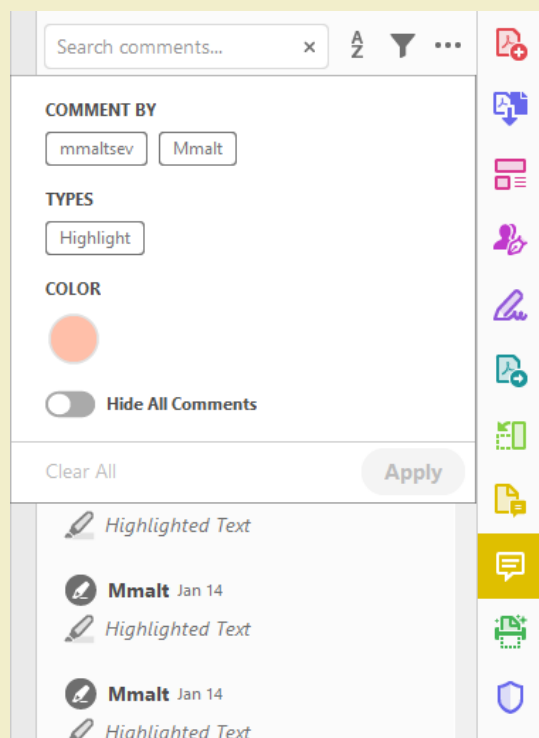 Search comments...
A
Z
COMMENT BY
mmaltsev Mmalt
TYPES
Highlight
COLOR
Hide All Comments
Clear All Apply
Highlighted Text
Mmalt Jan 14
Highlighted Text
Mmalt Jan 14
Highlighted Text